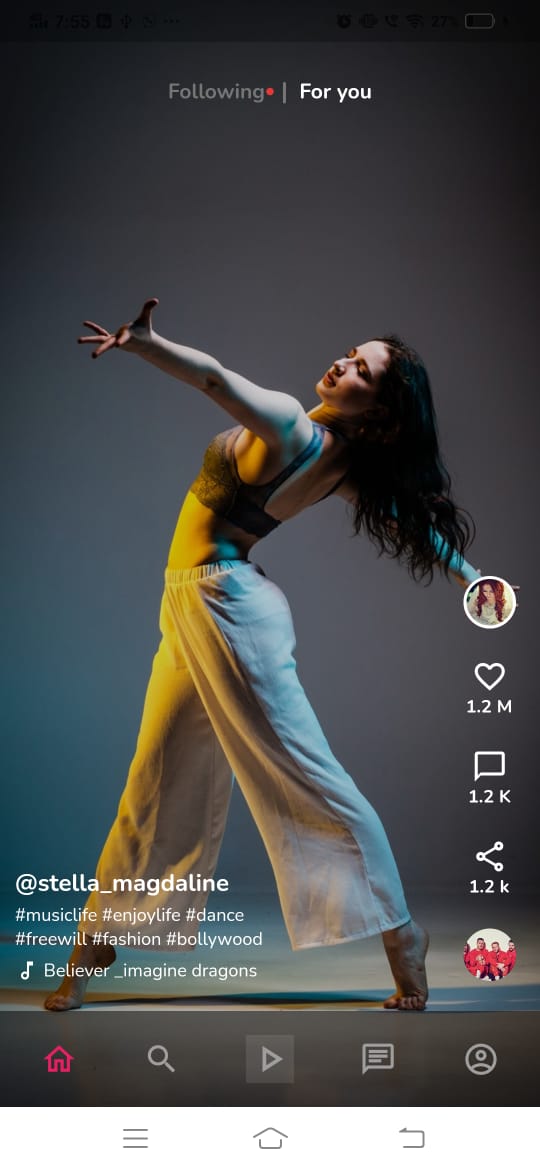 7:55
27%
Following
For you
1.2 M
1.2 K
1.2 k
@stella_magdaline
#musiclife #enjoylife #dance
#freewill #fashion #bollywood
Believer _imagine dragons